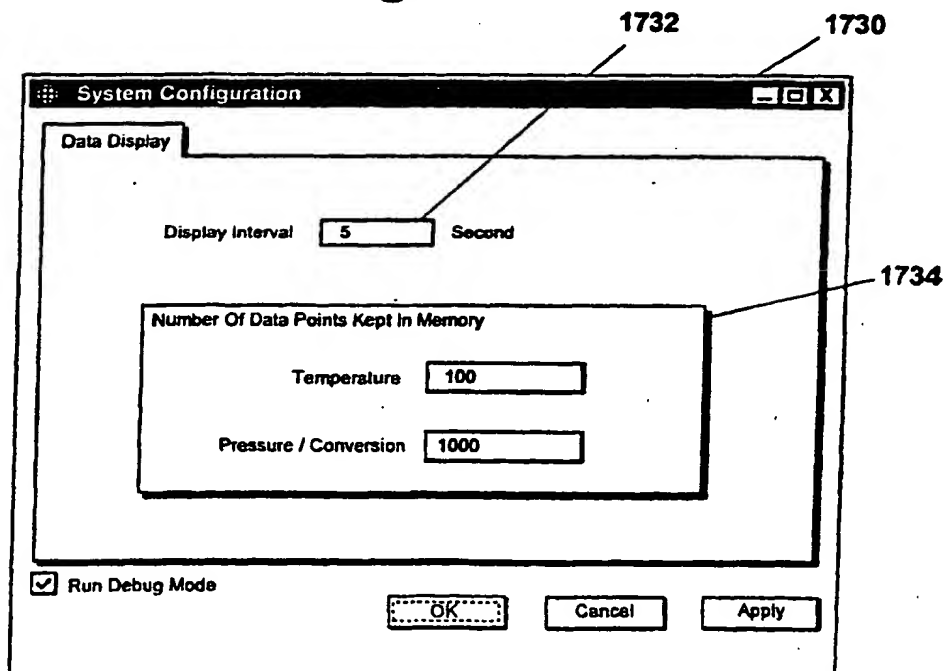 1732 1730
System Configuration
Data Display
Display Interval 5 Second
1734
Number Of Data Points Kept In Memory
Temperature 100
Pressure / Conversion 1000
Run Debug Mode
OK Cancel Apply